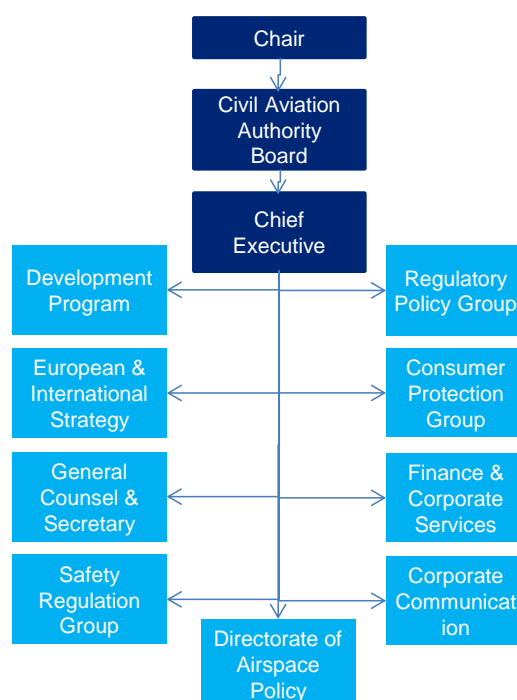 Chair
Civil Aviation
Authority
Board
Chief
Executive
Development
Program
Regulatory
Policy Group
European &
International
Strategy
Consumer
Protection
Group
General
Counsel &
Secretary
Finance &
Corporate
Services
Safety
Regulation
Group
Corporate
Communicat
ion
Directorate of
Airspace
Policy